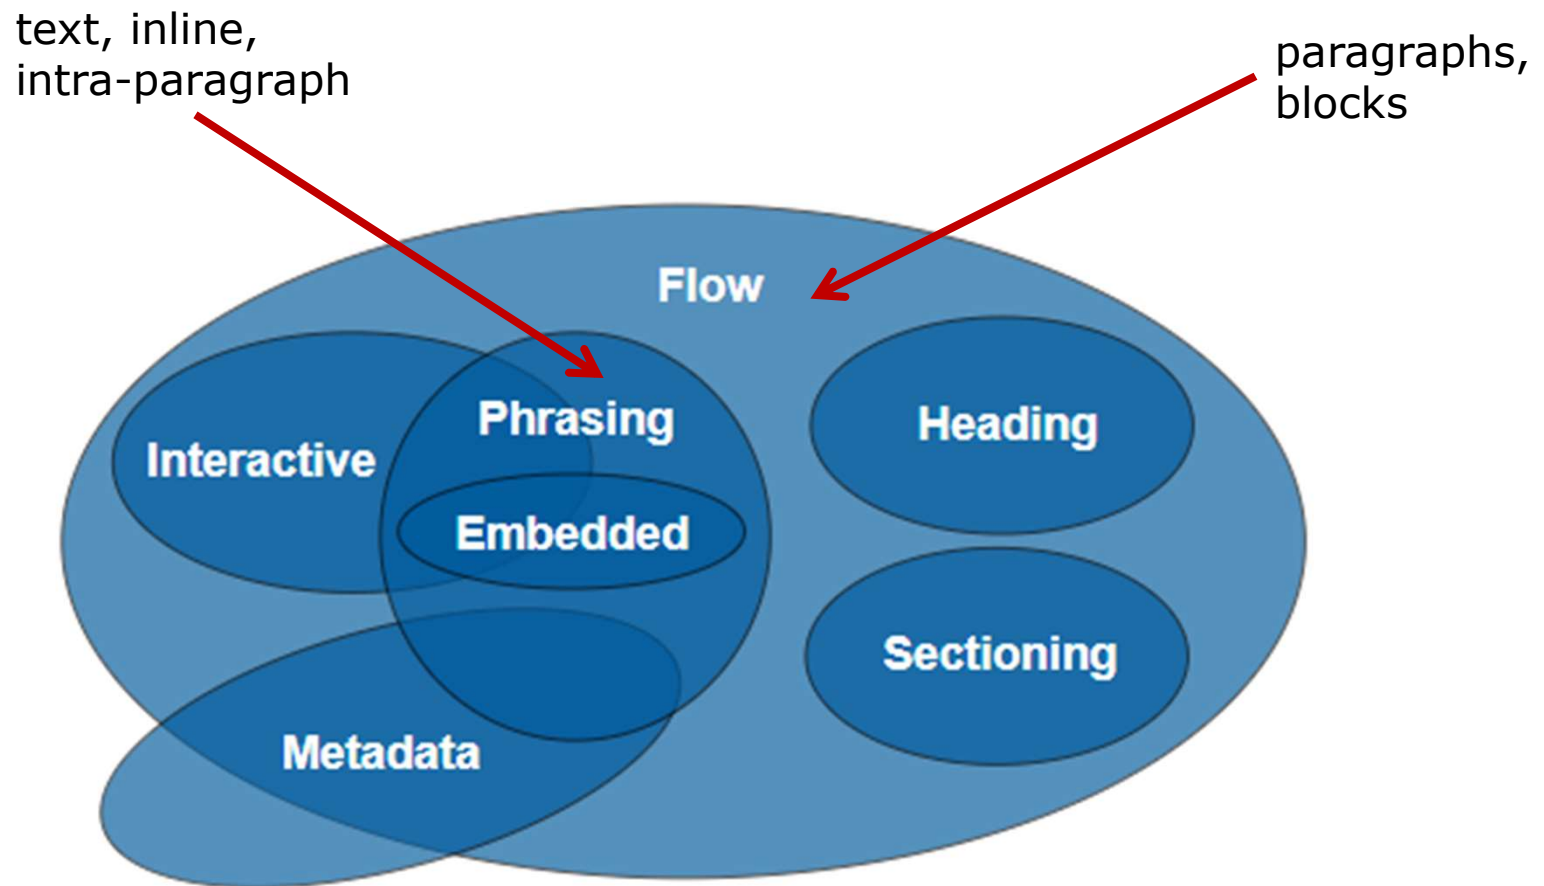 text, inline,
intra-paragraph
paragraphs,
blocks
Flow
Interactive
Phrasing
Embedded
Heading
Sectioning
Metadata